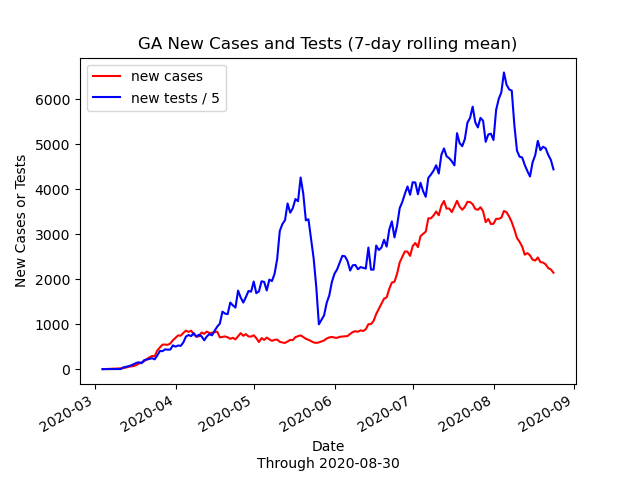 GA New Cases and Tests (7-day rolling mean)
new cases
new tests / 5
New Cases or Tests
6000
5000
4000
3000
2000
1000
0
2020-03
2020-04
2020-05
2020-06
2020-07
2020-08
2020-09
Date
Through 2020-08-30